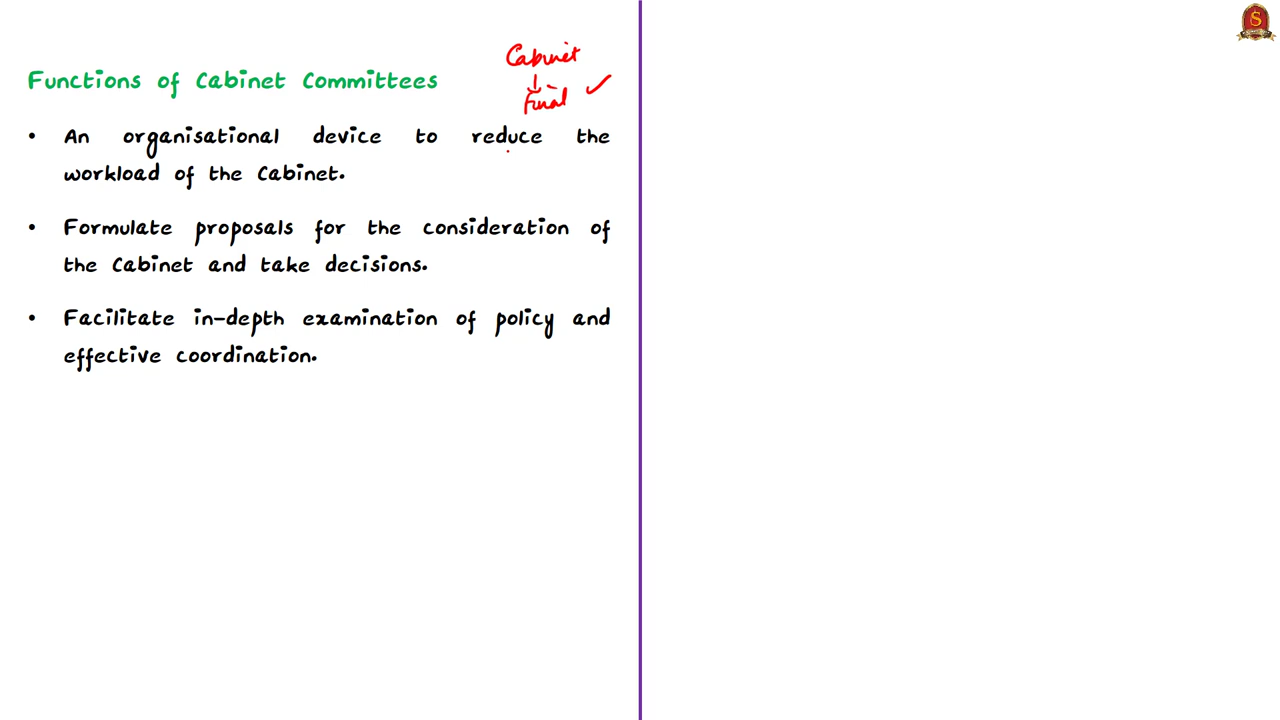 Cabinet
Final
Functions of Cabinet Committees
• An organisational device to reduce the
workload of the Cabinet.
• Formulate proposals for the consideration of
the Cabinet and take decisions.
• Facilitate in-depth examination of policy and
effective coordination.
S